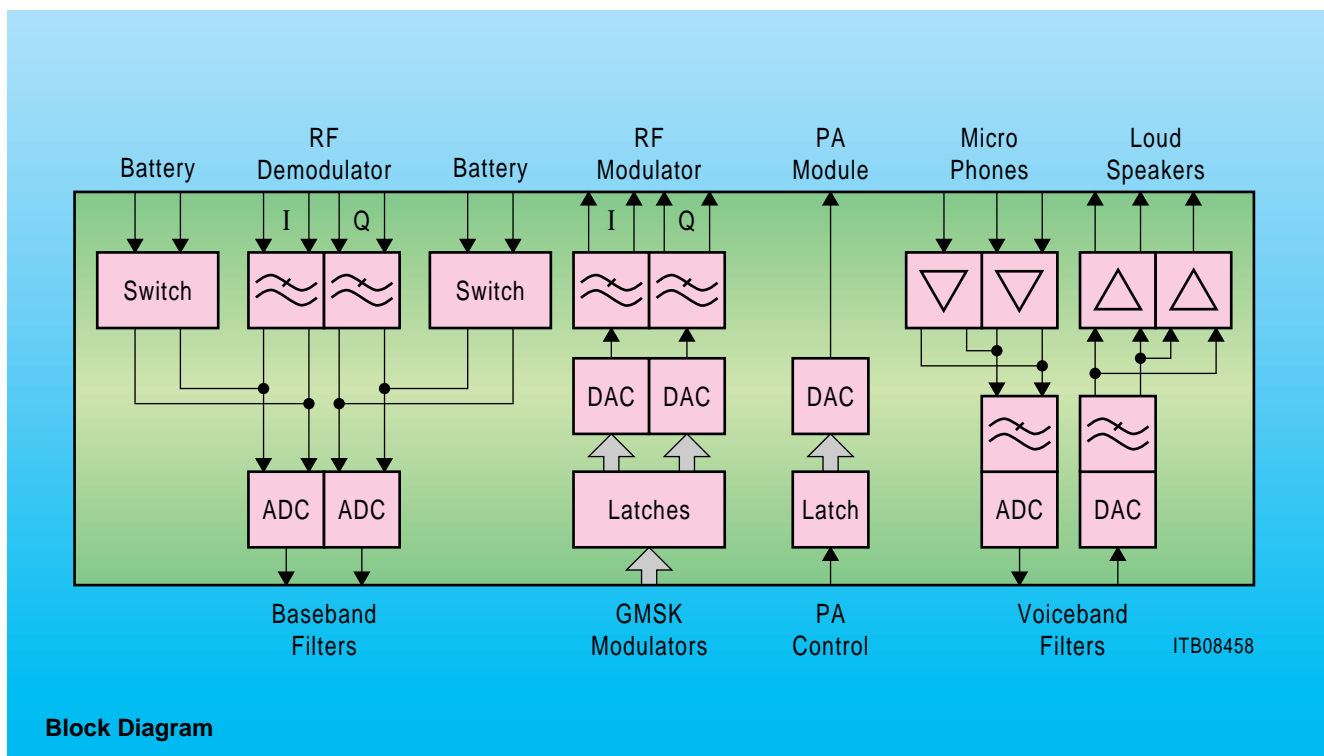 RF
RF
PA
Micro
Loud
Battery
Demodulator
Battery
Modulator
Module
Phones
Speakers
I
Q
I
Q
Switch
Switch
DAC
DAC
DAC
ADC
ADC
Latches
Latch
ADC
DAC
Baseband
Filters
GMSK
Modulators
PA
Control
Voiceband
Filters
ITB08458
Block Diagram